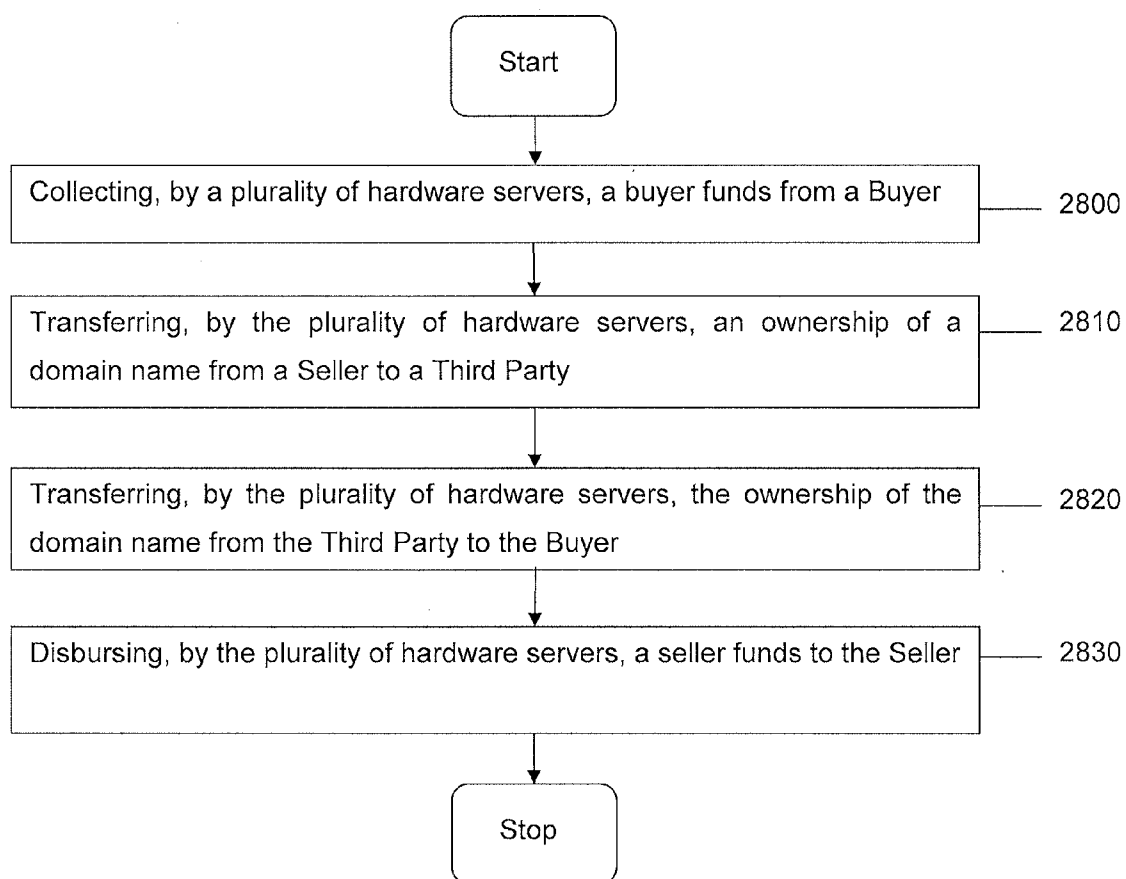 Start
Collecting, by a plurality of hardware servers, a buyer funds from a Buyer
2800
Transferring, by the plurality of hardware servers, an ownership of a
domain name from a Seller to a Third Party
2810
Transferring, by the plurality of hardware servers, the ownership of the
domain name from the Third Party to the Buyer
2820
Disbursing, by the plurality of hardware servers, a seller funds to the Seller
2830
Stop